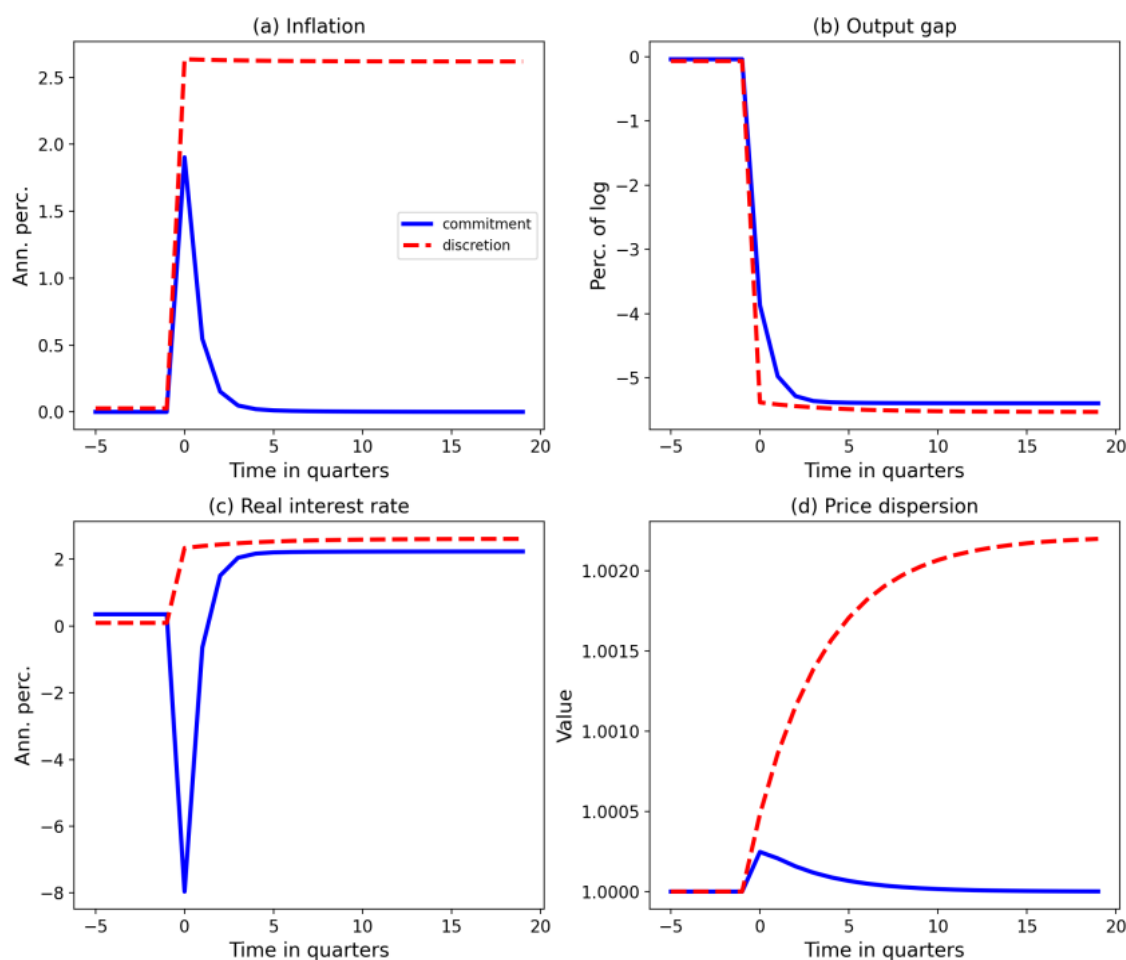 (a) Inflation
Ann. perc.
2.5
2.0
1.5
1.0
0.5
0.0
commitment
discretion
−5 0 5 10 15 20
Time in quarters
(b) Output gap
Perc. of log
0
−1
−2
−3
−4
−5
−5 0 5 10 15 20
Time in quarters
(c) Real interest rate
Ann. perc.
2
0
−2
−4
−6
−8
−5 0 5 10 15 20
Time in quarters
(d) Price dispersion
Value
1.0020
1.0015
1.0010
1.0005
1.0000
−5 0 5 10 15 20
Time in quarters